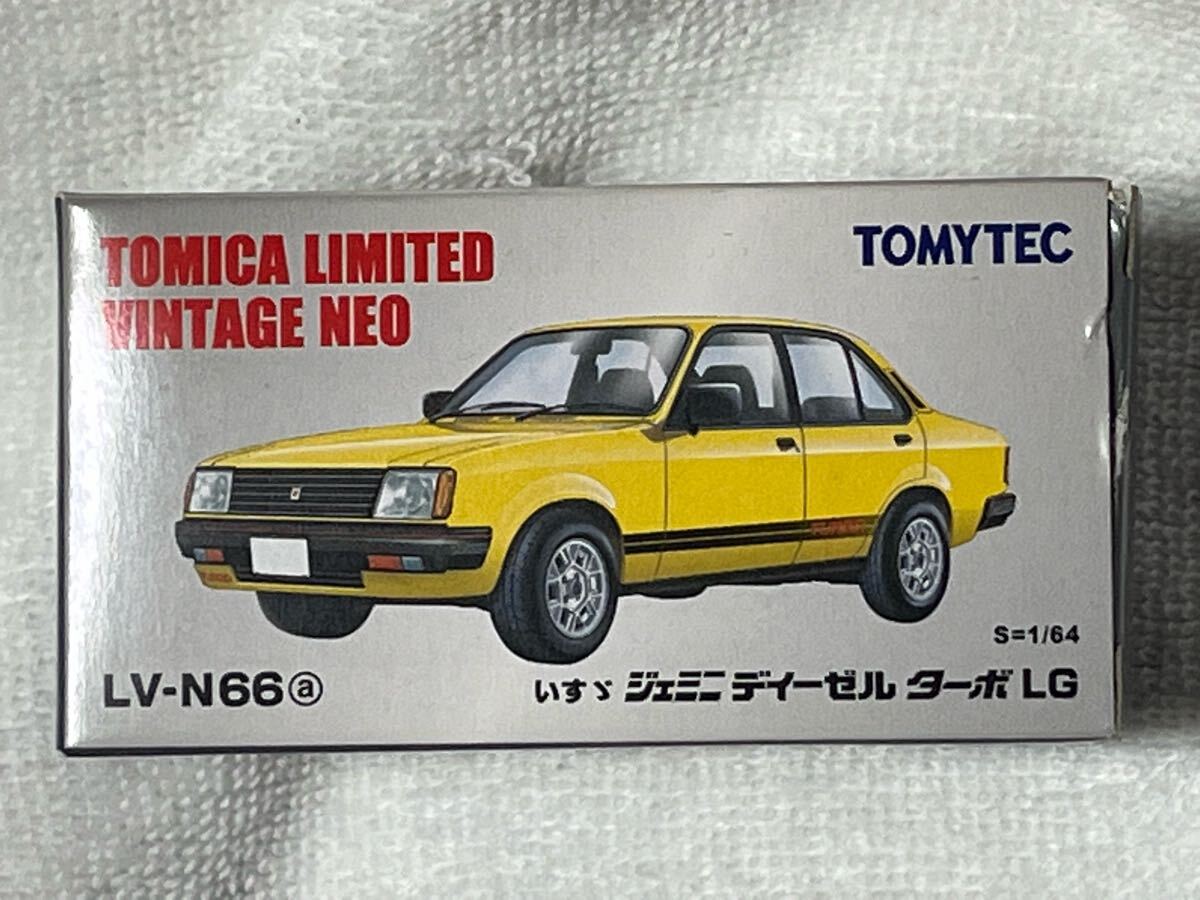 TOMICA LIMITED
VINTAGE NEO
TOMYTEC
S=1/64
LV-N66ⓐ
いすゞ ジェミニ ディーゼル ターボ LG